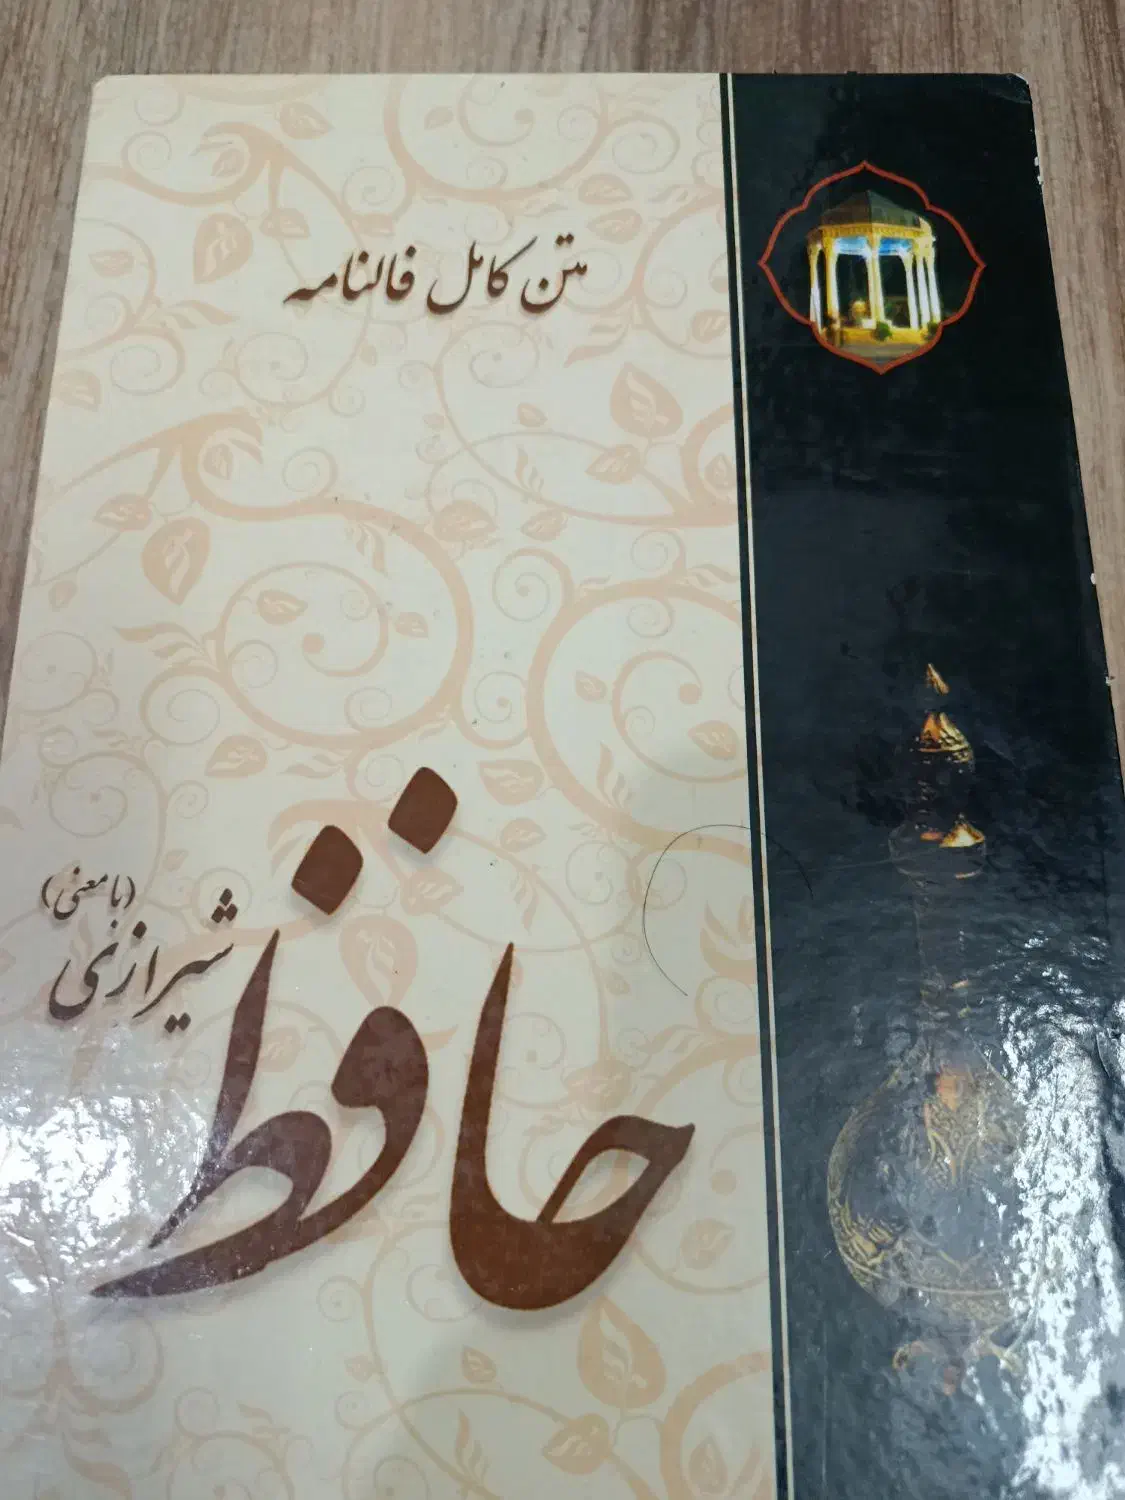 متن کامل فالنامه
حافظ
شیرازی
(با معنی)